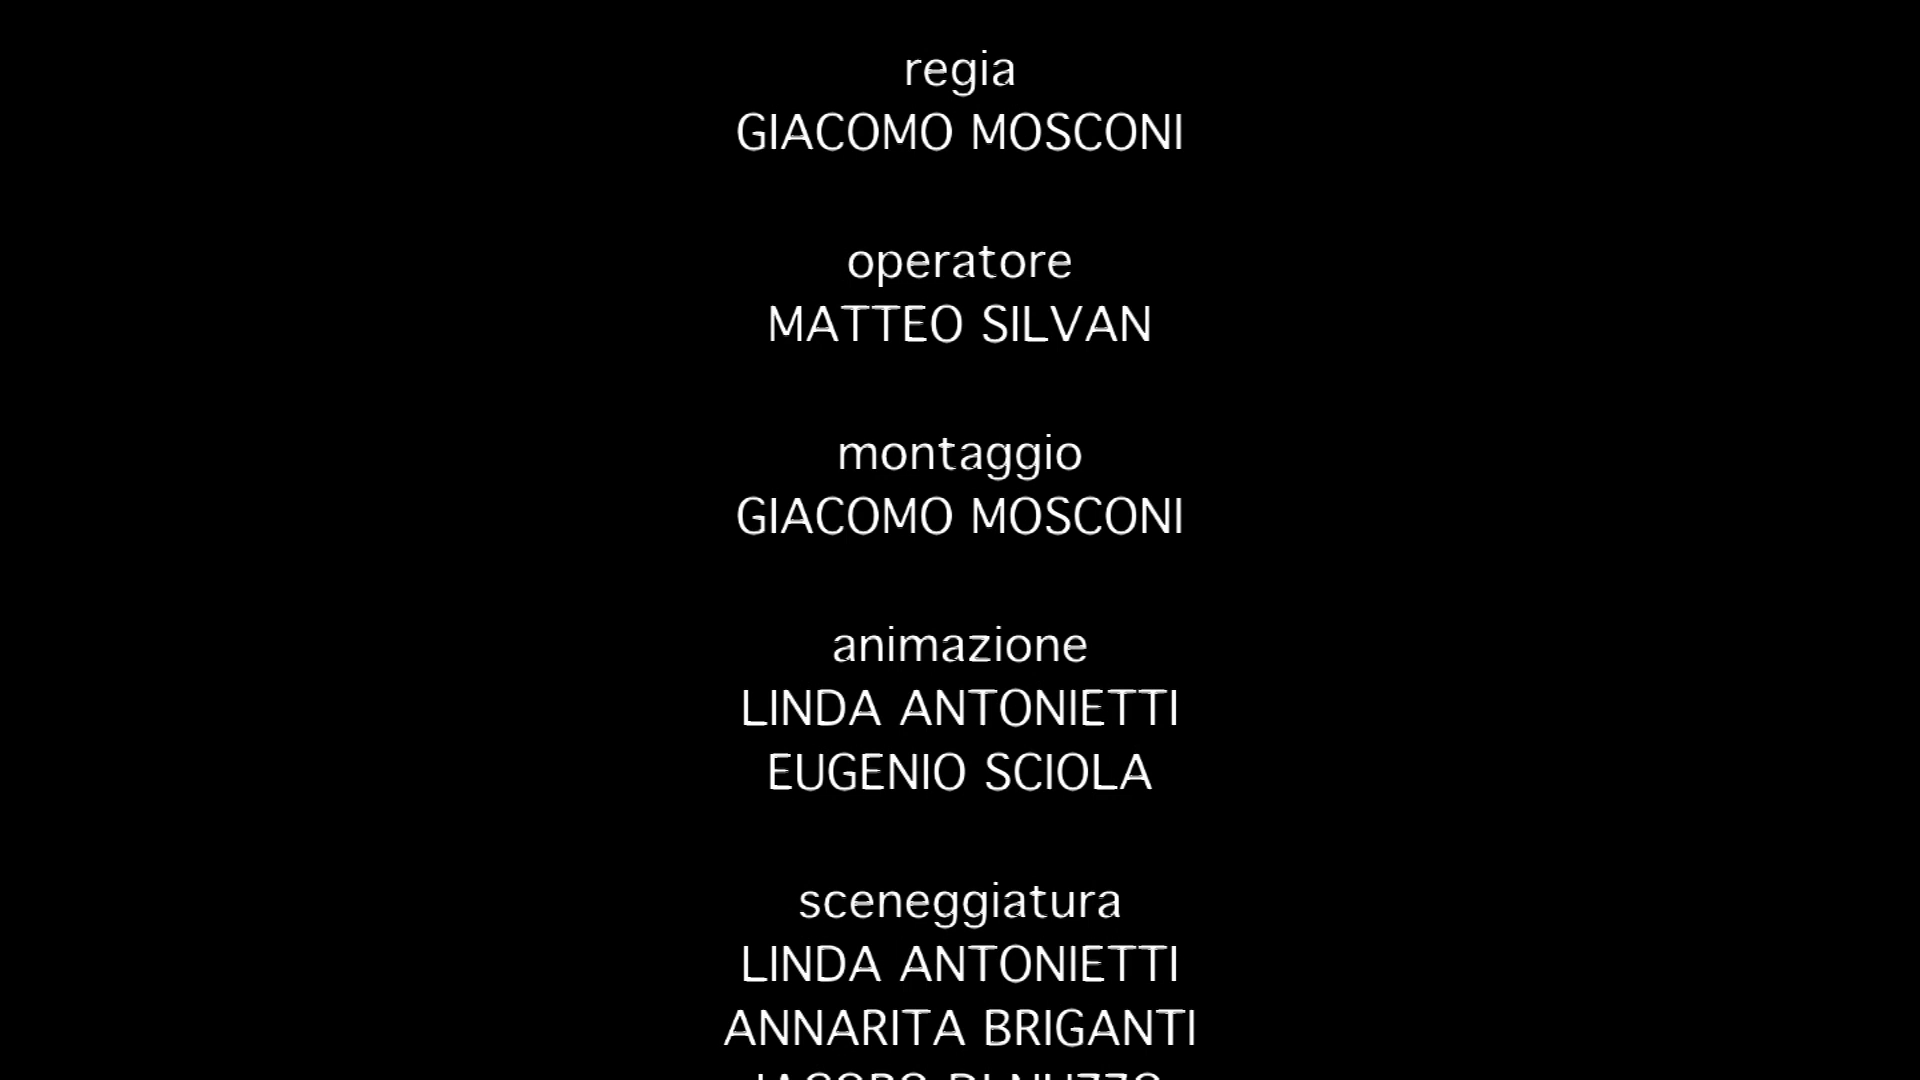 regia
GIACOMO MOSCONI
operatore
MATTEO SILVAN
montaggio
GIACOMO MOSCONI
animazione
LINDA ANTONIETTI
EUGENIO SCIOLA
sceneggiatura
LINDA ANTONIETTI
ANNARITA BRIGANTI